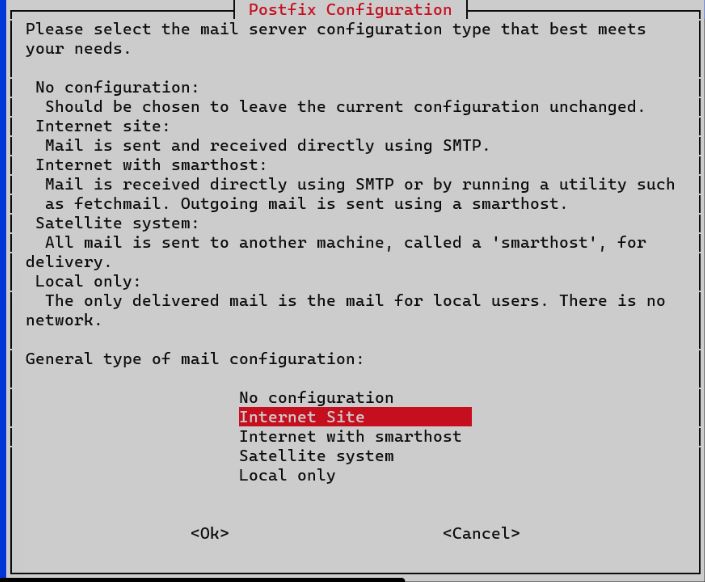 Postfix Configuration
Please select the mail server configuration type that best meets
your needs.
No configuration:
Should be chosen to leave the current configuration unchanged.
Internet site:
Mail is sent and received directly using SMTP.
Internet with smarthost:
Mail is received directly using SMTP or by running a utility such
as fetchmail. Outgoing mail is sent using a smarthost.
Satellite system:
All mail is sent to another machine, called a 'smarthost', for
delivery.
Local only:
The only delivered mail is the mail for local users. There is no
network.
General type of mail configuration:
No configuration
Internet Site
Internet with smarthost
Satellite system
Local only
<Ok> <Cancel>